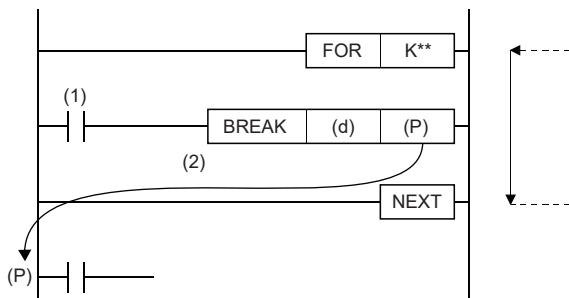 FOR K**
(1)
BREAK (d) (P)
(2)
NEXT
(P)